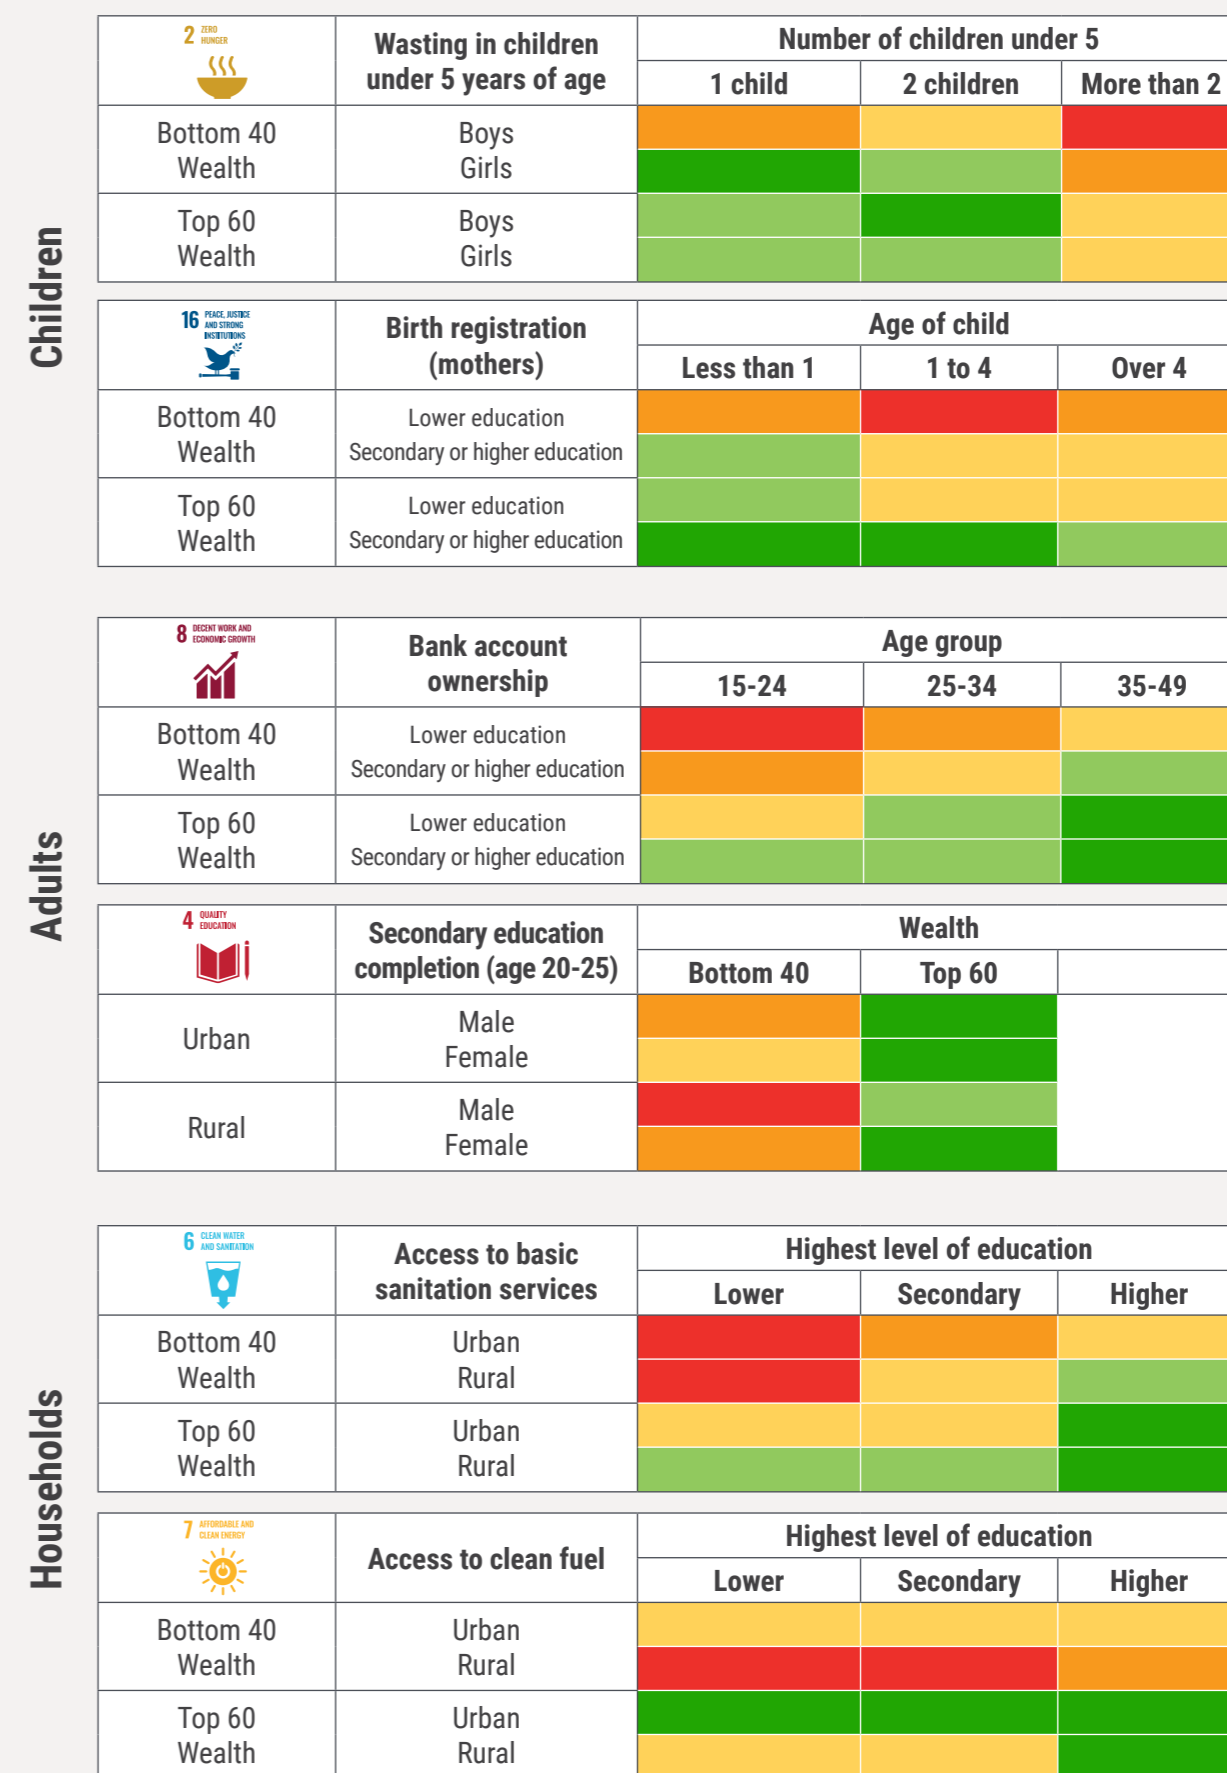 Children
2 ZERO
HUNGER
Wasting in children
under 5 years of age
Number of children under 5
1 child
2 children
More than 2
Bottom 40
Wealth
Boys
Girls
Top 60
Wealth
Boys
Girls
16 PEACE, JUSTICE
AND STRONG
INSTITUTIONS
Birth registration
(mothers)
Age of child
Less than 1
1 to 4
Over 4
Bottom 40
Wealth
Lower education
Secondary or higher education
Top 60
Wealth
Lower education
Secondary or higher education
Adults
8 DECENT WORK AND
ECONOMIC GROWTH
Bank account
ownership
Age group
15-24
25-34
35-49
Bottom 40
Wealth
Lower education
Secondary or higher education
Top 60
Wealth
Lower education
Secondary or higher education
4 QUALITY
EDUCATION
Secondary education
completion (age 20-25)
Wealth
Bottom 40
Top 60
Urban
Male
Female
Rural
Male
Female
Households
6 CLEAN WATER
AND SANITATION
Access to basic
sanitation services
Highest level of education
Lower
Secondary
Higher
Bottom 40
Wealth
Urban
Rural
Top 60
Wealth
Urban
Rural
7 AFFORDABLE AND
CLEAN ENERGY
Access to clean fuel
Highest level of education
Lower
Secondary
Higher
Bottom 40
Wealth
Urban
Rural
Top 60
Wealth
Urban
Rural